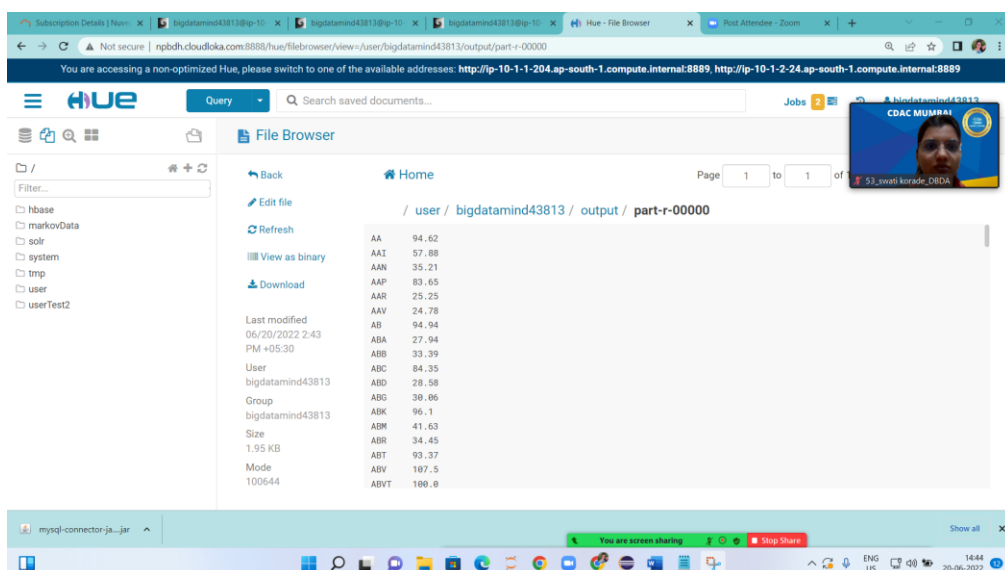 Subscription Details | Nuve
bigdatamind43813@ip-10-
bigdatamind43813@ip-10-
bigdatamind43813@ip-10-
Hue - File Browser
Post Attendee - Zoom
Not secure | npbdh.cloudloka.com:8888/hue/filebrowser/view=/user/bigdatamind43813/output/part-r-00000
You are accessing a non-optimized Hue, please switch to one of the available addresses: http://ip-10-1-1-204.ap-south-1.compute.internal:8889, http://ip-10-1-2-24.ap-south-1.compute.internal:8889
HUE
Query
Search saved documents...
Jobs 2
bigdatamind43813
CDAC MUMBAI
53_swati korade_DBDA
File Browser
/
Filter...
hbase
markovData
solr
system
tmp
user
userTest2
Back
Edit file
Refresh
View as binary
Download
Last modified
06/20/2022 2:43
PM +05:30
User
bigdatamind43813
Group
bigdatamind43813
Size
1.95 KB
Mode
100644
Home
Page 1 to 1 of
/ user / bigdatamind43813 / output / part-r-00000
AA 94.62
AAI 57.88
AAN 35.21
AAP 83.65
AAR 25.25
AAV 24.78
AB 94.94
ABA 27.94
ABB 33.39
ABC 84.35
ABD 28.58
ABG 30.06
ABK 96.1
ABM 41.63
ABR 34.45
ABT 93.37
ABV 107.5
ABVT 100.0
mysql-connector-ja....jar
Show all
You are screen sharing
Stop Share
ENG
US
14:44
20-06-2022